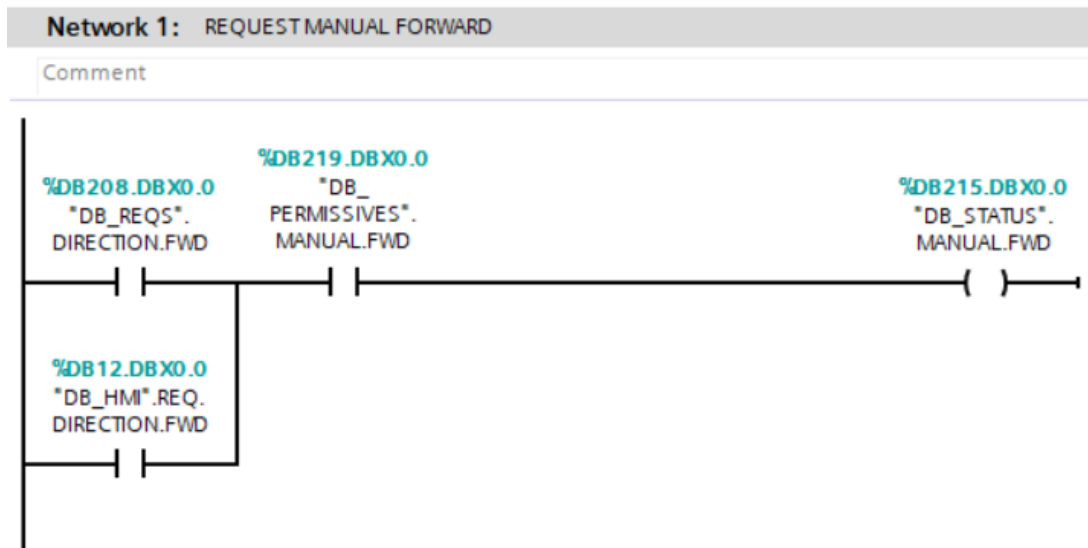 Network 1: REQUEST MANUAL FORWARD
Comment
%DB208.DBX0.0
"DB_REQS".
DIRECTION.FWD
%DB219.DBX0.0
"DB_
PERMISSIVES".
MANUAL.FWD
%DB215.DBX0.0
"DB_STATUS".
MANUAL.FWD
%DB12.DBX0.0
"DB_HMI".REQ.
DIRECTION.FWD